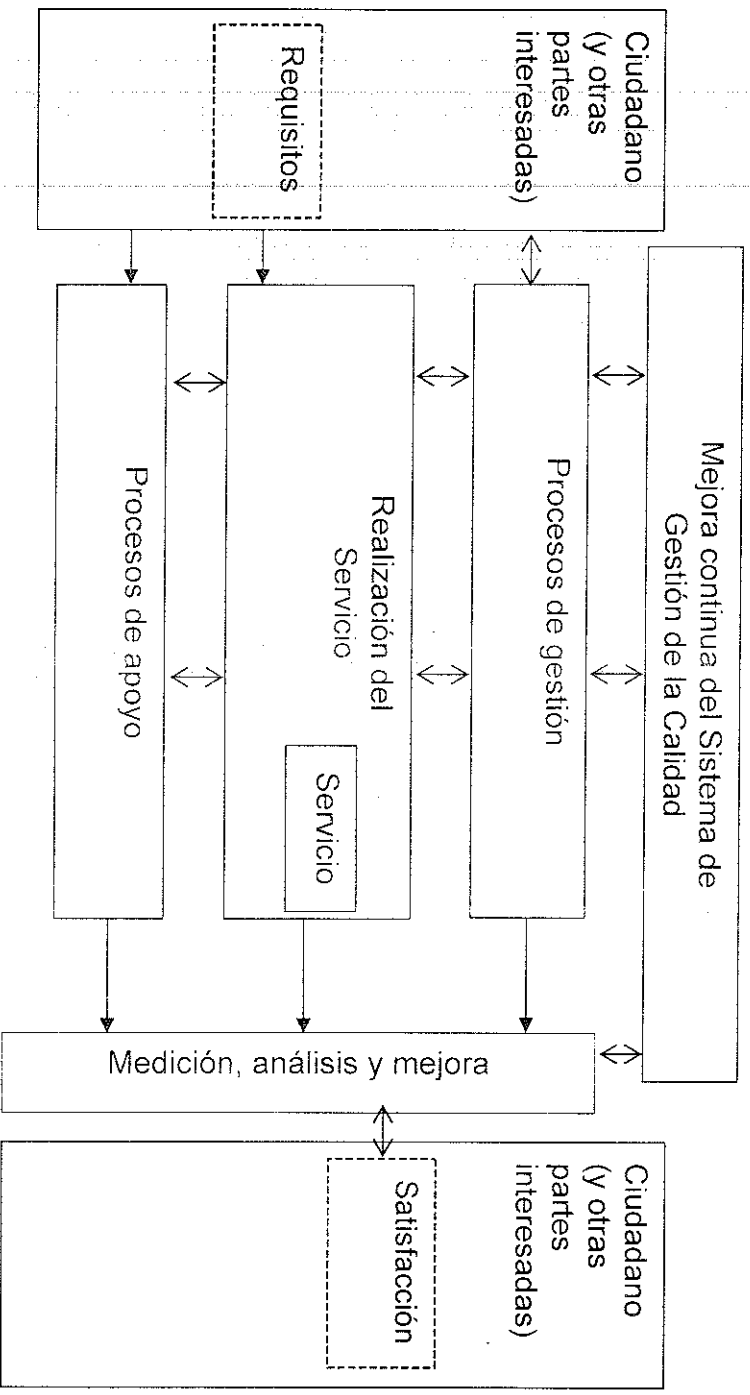 Mejora continua del Sistema de
Gestión de la Calidad
Ciudadano
(y otras
partes
interesadas)
Requisitos
Procesos de gestión
Realización del
Servicio
Servicio
Procesos de apoyo
Medición, análisis y mejora
Ciudadano
(y otras
partes
interesadas)
Satisfacción